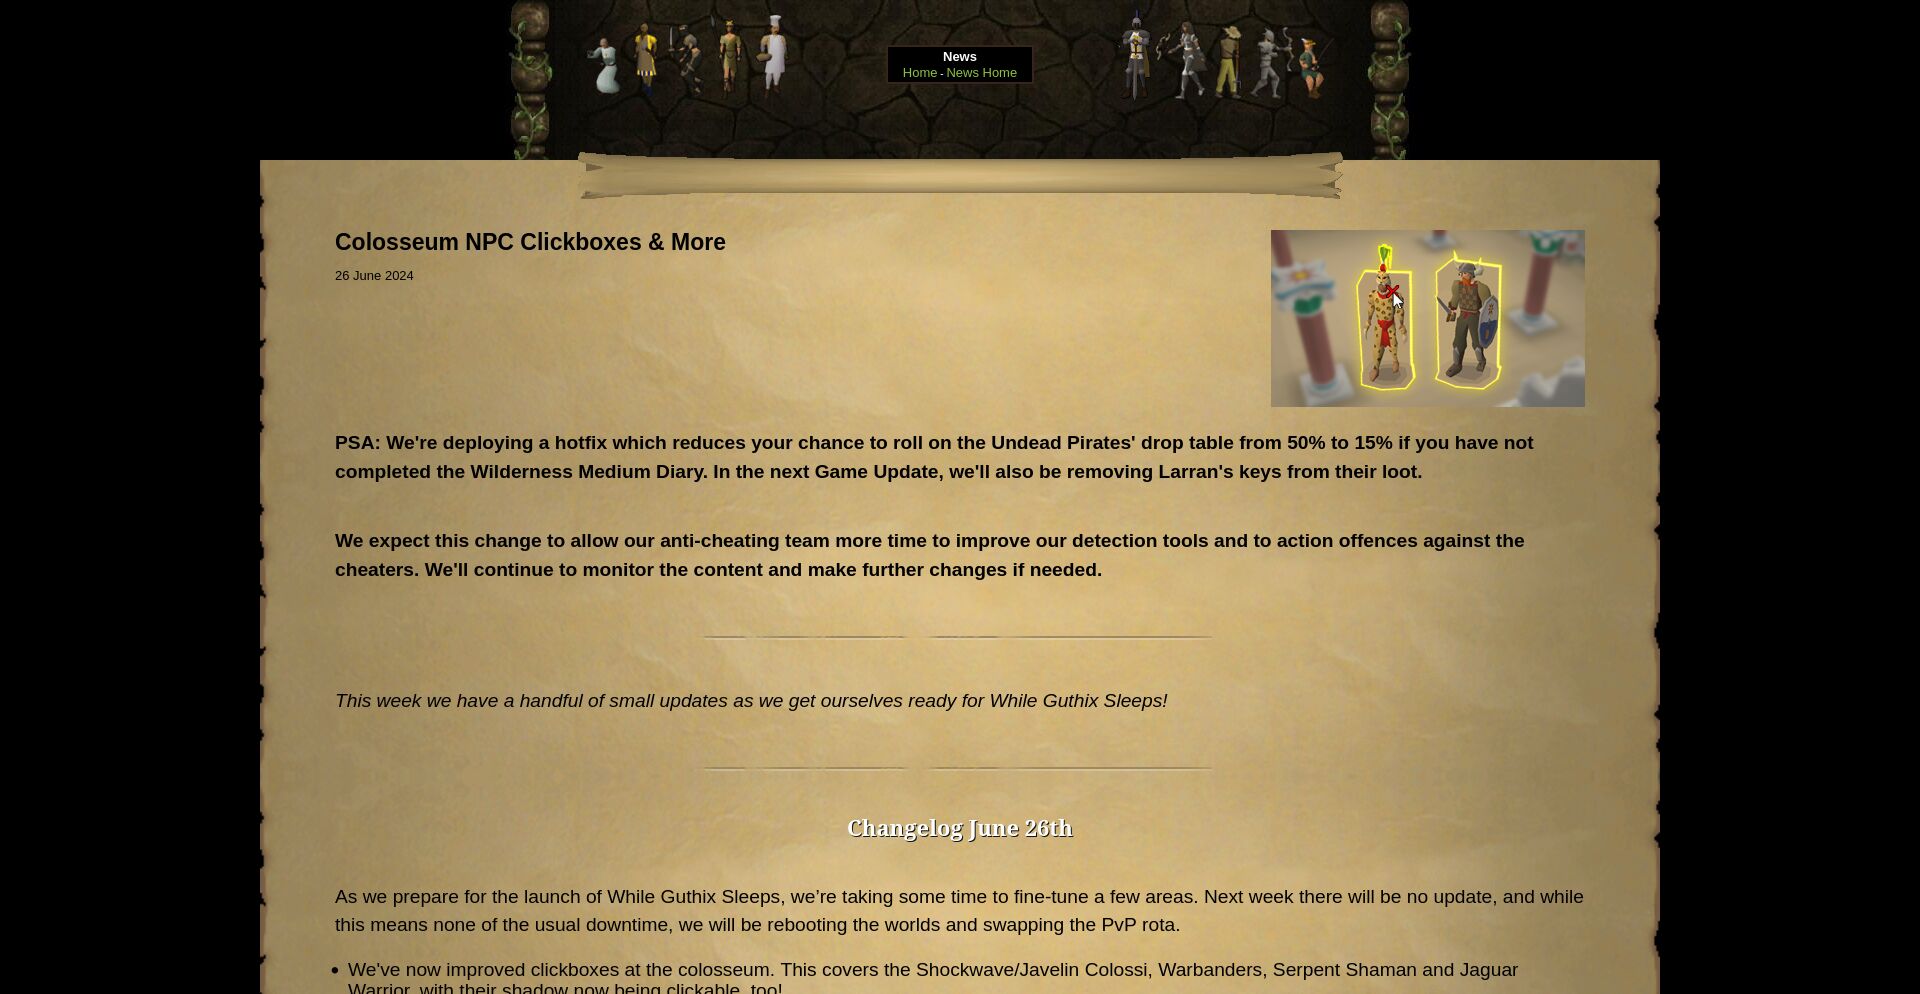 News
Home - News Home
Colosseum NPC Clickboxes & More
26 June 2024
PSA: We're deploying a hotfix which reduces your chance to roll on the Undead Pirates' drop table from 50% to 15% if you have not
completed the Wilderness Medium Diary. In the next Game Update, we'll also be removing Larran's keys from their loot.
We expect this change to allow our anti-cheating team more time to improve our detection tools and to action offences against the
cheaters. We'll continue to monitor the content and make further changes if needed.
This week we have a handful of small updates as we get ourselves ready for While Guthix Sleeps!
Changelog June 26th
As we prepare for the launch of While Guthix Sleeps, we’re taking some time to fine-tune a few areas. Next week there will be no update, and while
this means none of the usual downtime, we will be rebooting the worlds and swapping the PvP rota.
• We've now improved clickboxes at the colosseum. This covers the Shockwave/Javelin Colossi, Warbanders, Serpent Shaman and Jaguar
Warrior, with their shadow now being clickable, too!